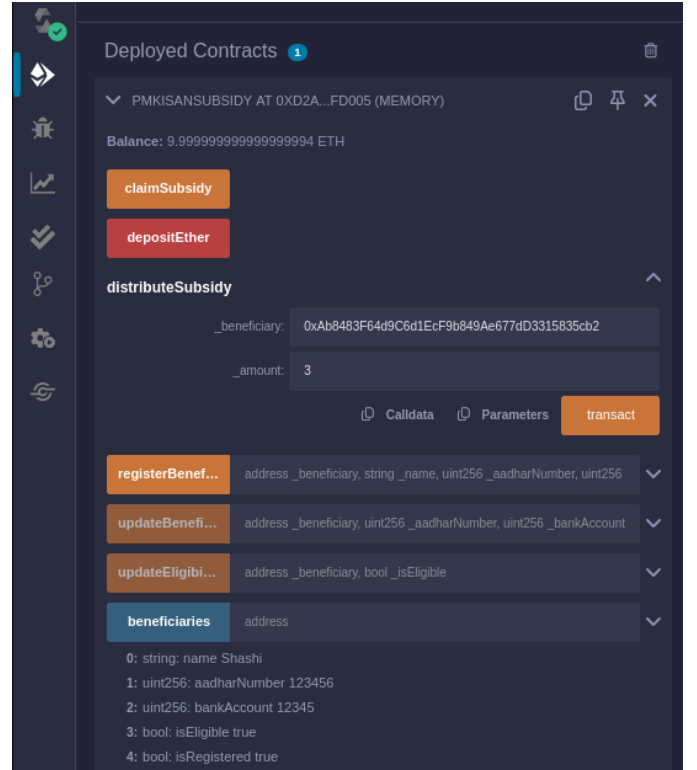 Deployed Contracts 1
PMKISANSUBSIDY AT 0XD2A...FD005 (MEMORY)
Balance: 9.999999999999999994 ETH
claimSubsidy
depositEther
distributeSubsidy
_beneficiary: 0xAb8483F64d9C6d1EcF9b849Ae677dD3315835cb2
_amount: 3
Calldata Parameters transact
registerBenef... address _beneficiary, string _name, uint256 _aadharNumber, uint256
updateBenefi... address _beneficiary, uint256 _aadharNumber, uint256 _bankAccount
updateEligibi... address _beneficiary, bool _isEligible
beneficiaries address
0: string: name Shashi
1: uint256: aadharNumber 123456
2: uint256: bankAccount 12345
3: bool: isEligible true
4: bool: isRegistered true